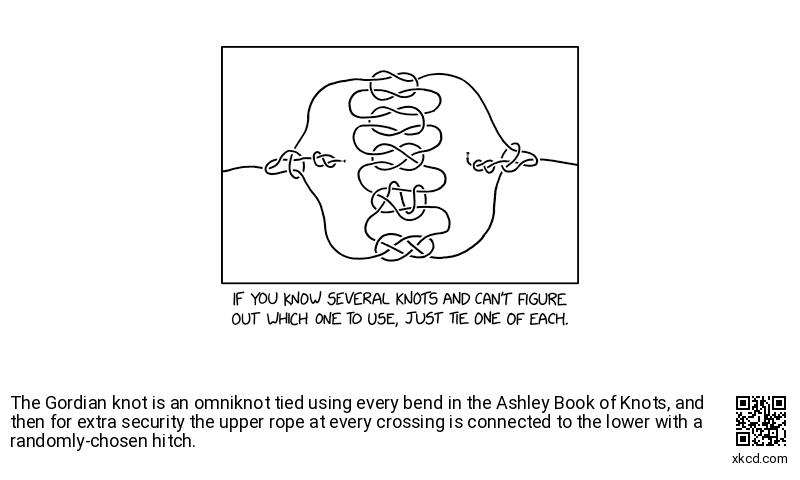 IF YOU KNOW SEVERAL KNOTS AND CAN'T FIGURE
OUT WHICH ONE TO USE, JUST TIE ONE OF EACH.
The Gordian knot is an omniknot tied using every bend in the Ashley Book of Knots, and
then for extra security the upper rope at every crossing is connected to the lower with a
randomly-chosen hitch.
xkcd.com